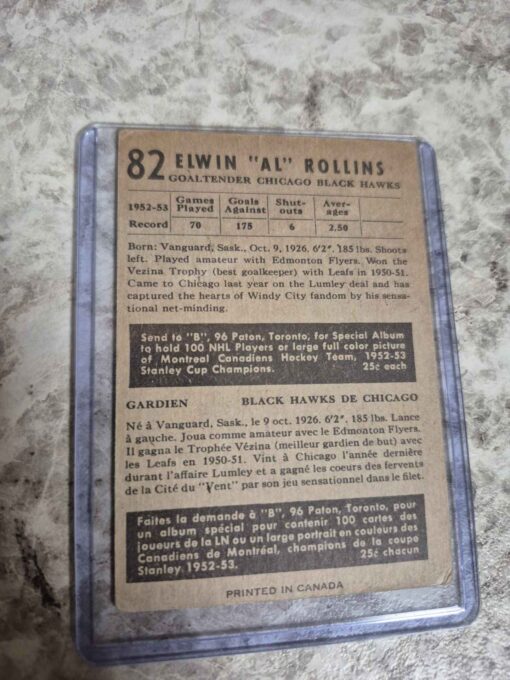 82 ELWIN "AL" ROLLINS
GOALTENDER CHICAGO BLACK HAWKS
1952-53 Games Played Goals Against Shut-outs Aver-ages
Record 70 175 6 2.50
Born: Vanguard, Sask., Oct. 9, 1926. 6'2". 185 lbs. Shoots
left. Played amateur with Edmonton Flyers. Won the
Vezina Trophy (best goalkeeper) with Leafs in 1950-51.
Came to Chicago last year on the Lumley deal and has
captured the hearts of Windy City fandom by his sensa-
tional net-minding.
Send to "B", 96 Paton, Toronto, for Special Album
to hold 100 NHL Players or large full color picture
of Montreal Canadiens Hockey Team, 1952-53
Stanley Cup Champions. 25¢ each
GARDIEN BLACK HAWKS DE CHICAGO
Né à Vanguard, Sask., le 9 oct. 1926. 6'2". 185 lbs. Lance
à gauche. Joua comme amateur avec le Edmonton Flyers.
Il gagna le Trophée Vézina (meilleur gardien de but) avec
les Leafs en 1950-51. Vint à Chicago l'année dernière
durant l'affaire Lumley et a gagné les coeurs des fervents
de la Cité du "Vent" par son jeu sensationnel dans le filet.
Faites la demande à "B", 96 Paton, Toronto, pour
un album spécial pour contenir 100 cartes des
joueurs de la LN ou un large portrait en couleurs des
Canadiens de Montréal, champions de la coupe
Stanley 1952-53. 25¢ chacun
PRINTED IN CANADA